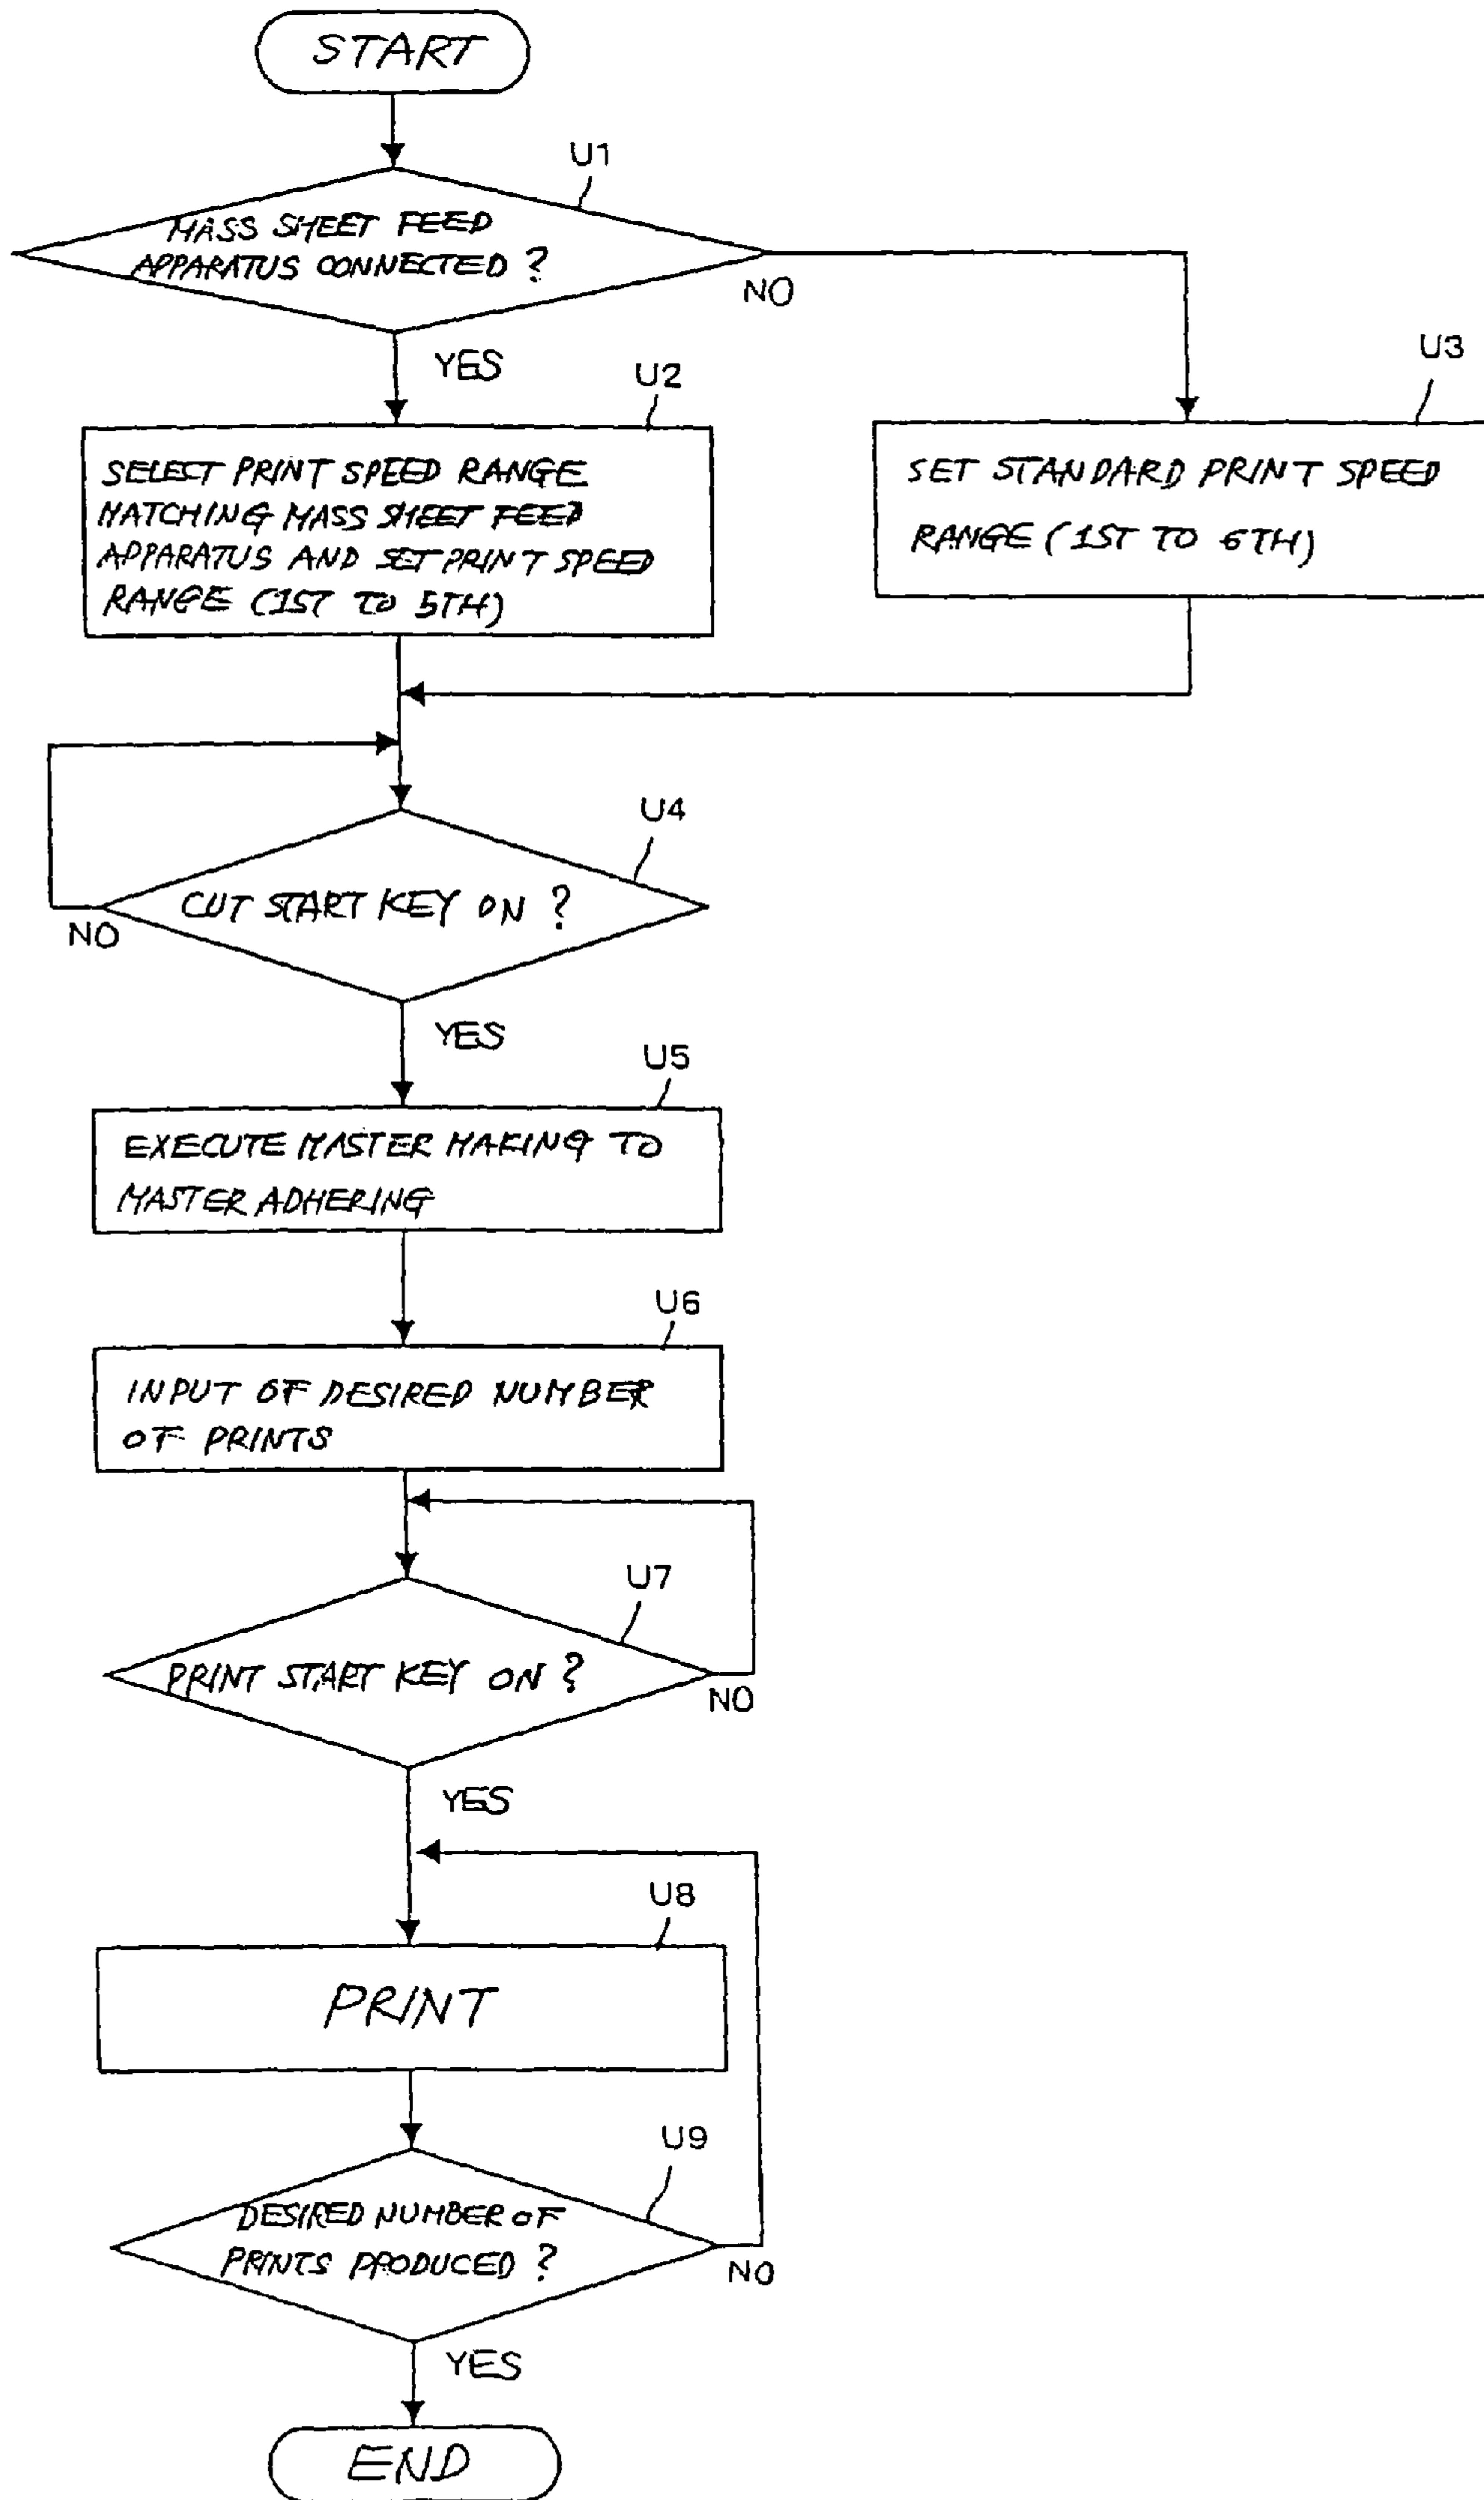 START
U1
MASS SHEET FEED
APPARATUS CONNECTED ?
NO
YES
U2
SELECT PRINT SPEED RANGE
MATCHING MASS SHEET FEED
APPARATUS AND SET PRINT SPEED
RANGE (1ST TO 5TH)
U3
SET STANDARD PRINT SPEED
RANGE (1ST TO 6TH)
U4
CUT START KEY ON ?
NO
YES
U5
EXECUTE MASTER MAKING TO
MASTER ADHERING
U6
INPUT OF DESIRED NUMBER
OF PRINTS
U7
PRINT START KEY ON ?
NO
YES
U8
PRINT
U9
DESIRED NUMBER OF
PRINTS PRODUCED ?
NO
YES
END